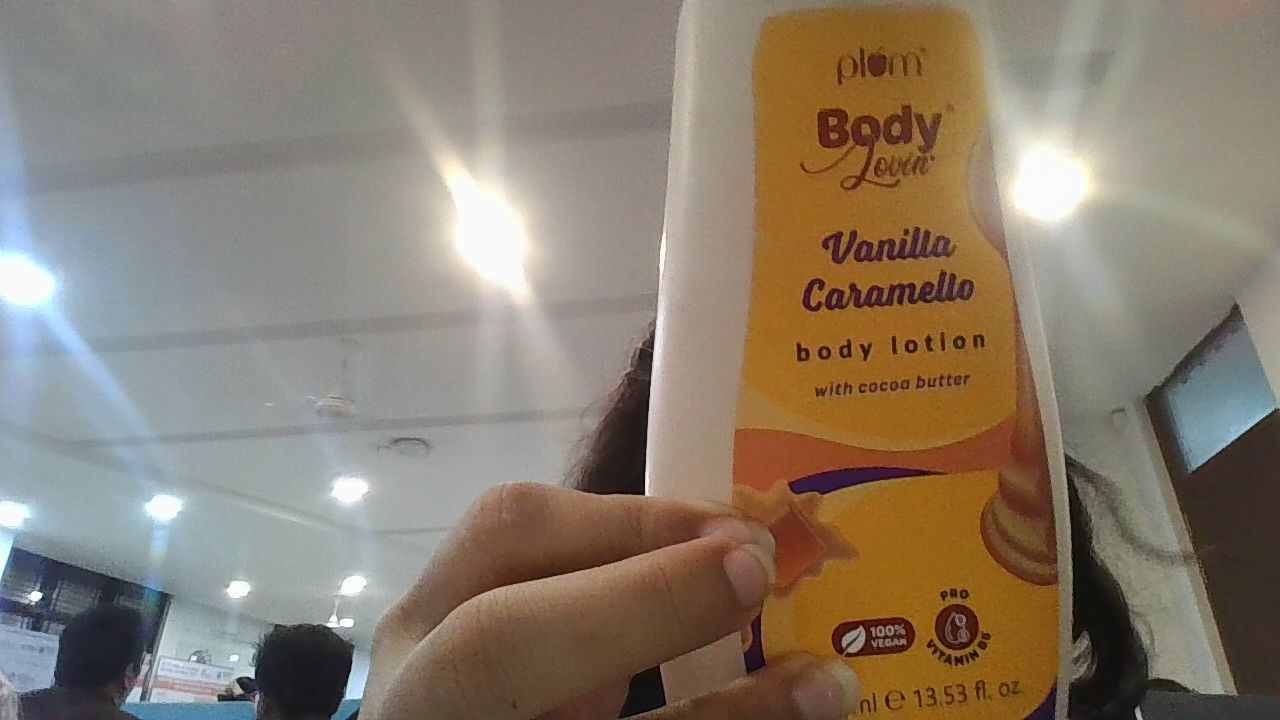 plum
Body
Lovin'
Vanilla
Caramello
body lotion
with cocoa butter
100%
VEGAN
PRO
VITAMIN B5
ml e 13.53 fl. oz.